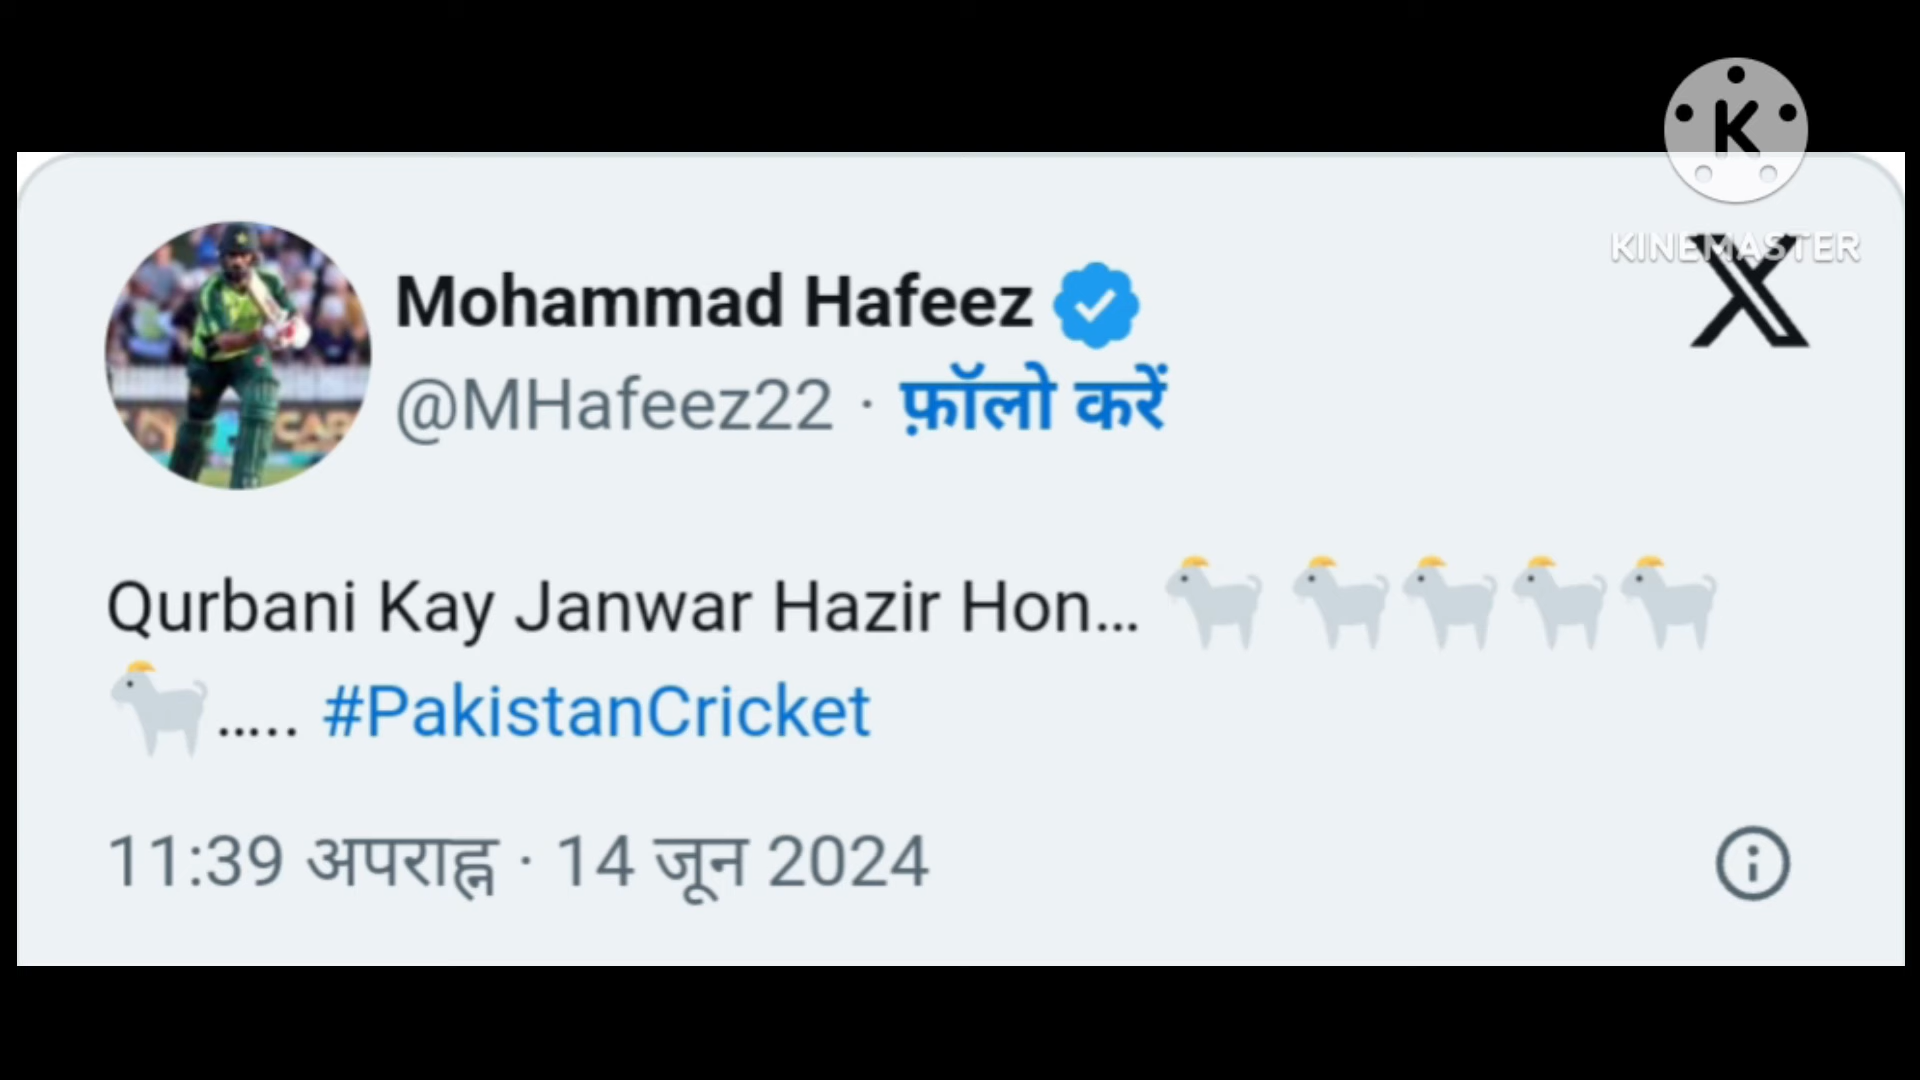 K
KINEMASTER
Mohammad Hafeez
@MHafeez22 · फ़ॉलो करें
Qurbani Kay Janwar Hazir Hon... 🐐 🐐🐐🐐🐐
🐐..... #PakistanCricket
11:39 अपराह्न · 14 जून 2024